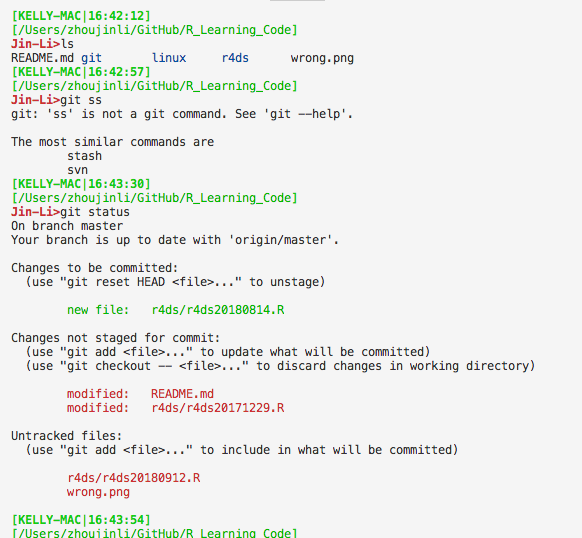 [KELLY-MAC|16:42:12]
[/Users/zhoujinli/GitHub/R_Learning_Code]
Jin-Li>ls
README.md git       linux     r4ds      wrong.png
[KELLY-MAC|16:42:57]
[/Users/zhoujinli/GitHub/R_Learning_Code]
Jin-Li>git ss
git: 'ss' is not a git command. See 'git --help'.

The most similar commands are
        stash
        svn
[KELLY-MAC|16:43:30]
[/Users/zhoujinli/GitHub/R_Learning_Code]
Jin-Li>git status
On branch master
Your branch is up to date with 'origin/master'.

Changes to be committed:
  (use "git reset HEAD <file>..." to unstage)

        new file:   r4ds/r4ds20180814.R

Changes not staged for commit:
  (use "git add <file>..." to update what will be committed)
  (use "git checkout -- <file>..." to discard changes in working directory)

        modified:   README.md
        modified:   r4ds/r4ds20171229.R

Untracked files:
  (use "git add <file>..." to include in what will be committed)

        r4ds/r4ds20180912.R
        wrong.png

[KELLY-MAC|16:43:54]
[/Users/zhoujinli/GitHub/R_Learning_Code]